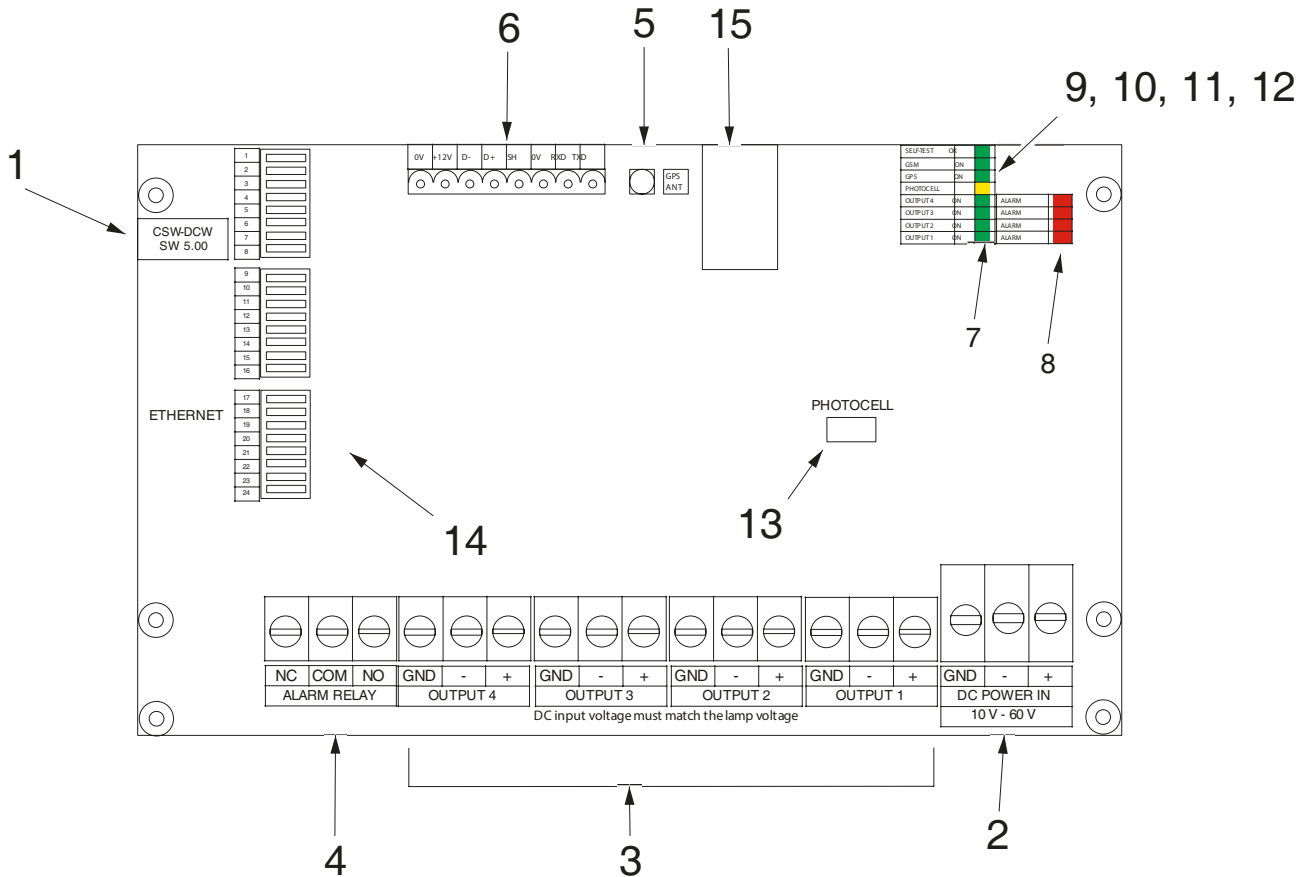 6 5 15
9, 10, 11, 12
1
0V +12V D- D+ SH 0V RXD TXD
GPS
ANT
SELF-TEST OK
GSM ON
GPS ON
PHOTOCELL
OUTPUT 4 ON ALARM
OUTPUT 3 ON ALARM
OUTPUT 2 ON ALARM
OUTPUT 1 ON ALARM
7
8
CSW-DCW
SW 5.00
1
2
3
4
5
6
7
8
9
10
11
12
13
14
15
16
ETHERNET
17
18
19
20
21
22
23
24
14
PHOTOCELL
13
NC COM NO GND - + GND - + GND - + GND - + GND - +
ALARM RELAY OUTPUT 4 OUTPUT 3 OUTPUT 2 OUTPUT 1 DC POWER IN
10 V - 60 V
DC input voltage must match the lamp voltage
4 3 2